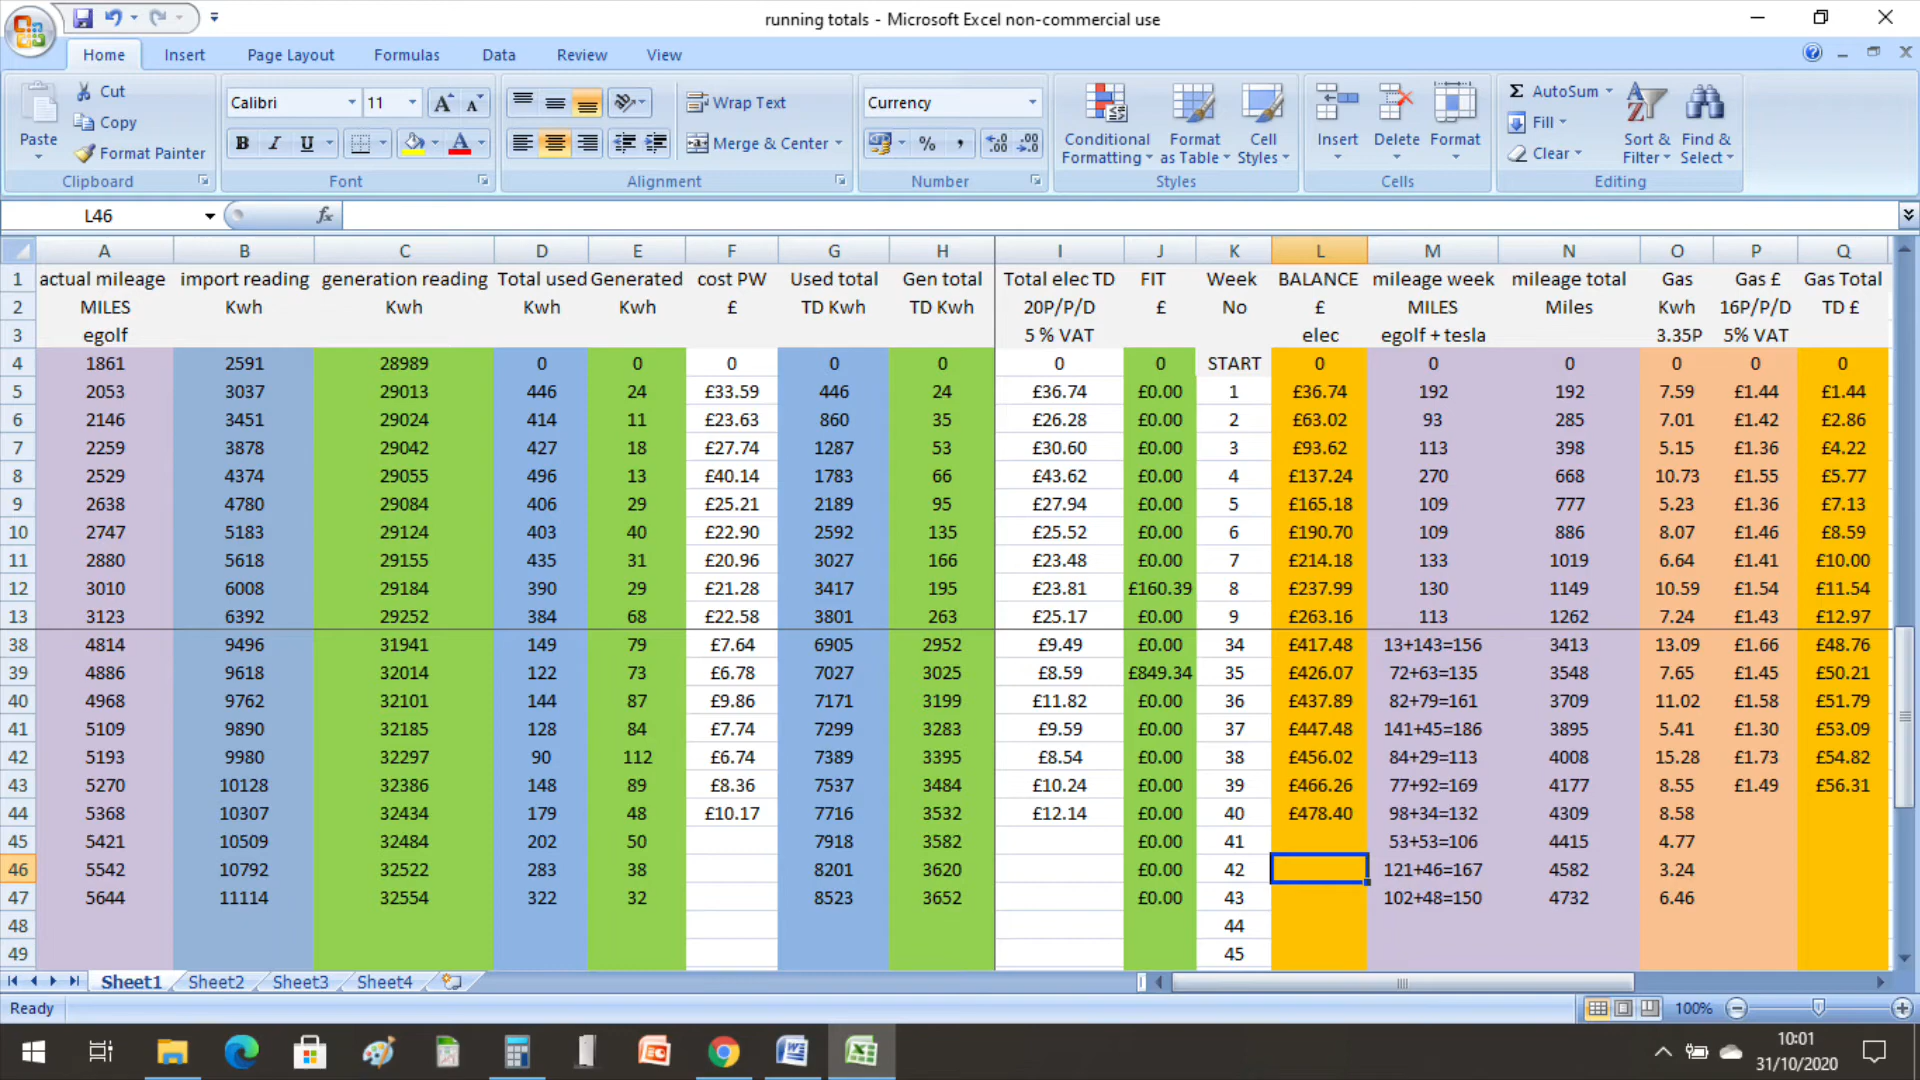 running totals - Microsoft Excel non-commercial use
Home Insert Page Layout Formulas Data Review View
Cut
Copy
Format Painter
Paste
Clipboard
Calibri 11
B I U
Font
Wrap Text
Merge & Center
Alignment
Currency
% ,
Number
Conditional Formatting
Format as Table
Cell Styles
Styles
Insert Delete Format
Cells
Σ AutoSum
Fill
Clear
Sort & Filter
Find & Select
Editing
L46 fx
A B C D E F G H I J K L M N O P Q
1 actual mileage import reading generation reading Total used Generated cost PW Used total Gen total Total elec TD FIT Week BALANCE mileage week mileage total Gas Gas £ Gas Total
2 MILES Kwh Kwh Kwh Kwh £ TD Kwh TD Kwh 20P/P/D £ No £ MILES Miles Kwh 16P/P/D TD £
3 egolf 5 % VAT elec egolf + tesla 3.35P 5% VAT
4 1861 2591 28989 0 0 0 0 0 0 0 START 0 0 0 0 0 0
5 2053 3037 29013 446 24 £33.59 446 24 £36.74 £0.00 1 £36.74 192 192 7.59 £1.44 £1.44
6 2146 3451 29024 414 11 £23.63 860 35 £26.28 £0.00 2 £63.02 93 285 7.01 £1.42 £2.86
7 2259 3878 29042 427 18 £27.74 1287 53 £30.60 £0.00 3 £93.62 113 398 5.15 £1.36 £4.22
8 2529 4374 29055 496 13 £40.14 1783 66 £43.62 £0.00 4 £137.24 270 668 10.73 £1.55 £5.77
9 2638 4780 29084 406 29 £25.21 2189 95 £27.94 £0.00 5 £165.18 109 777 5.23 £1.36 £7.13
10 2747 5183 29124 403 40 £22.90 2592 135 £25.52 £0.00 6 £190.70 109 886 8.07 £1.46 £8.59
11 2880 5618 29155 435 31 £20.96 3027 166 £23.48 £0.00 7 £214.18 133 1019 6.64 £1.41 £10.00
12 3010 6008 29184 390 29 £21.28 3417 195 £23.81 £160.39 8 £237.99 130 1149 10.59 £1.54 £11.54
13 3123 6392 29252 384 68 £22.58 3801 263 £25.17 £0.00 9 £263.16 113 1262 7.24 £1.43 £12.97
38 4814 9496 31941 149 79 £7.64 6905 2952 £9.49 £0.00 34 £417.48 13+143=156 3413 13.09 £1.66 £48.76
39 4886 9618 32014 122 73 £6.78 7027 3025 £8.59 £849.34 35 £426.07 72+63=135 3548 7.65 £1.45 £50.21
40 4968 9762 32101 144 87 £9.86 7171 3199 £11.82 £0.00 36 £437.89 82+79=161 3709 11.02 £1.58 £51.79
41 5109 9890 32185 128 84 £7.74 7299 3283 £9.59 £0.00 37 £447.48 141+45=186 3895 5.41 £1.30 £53.09
42 5193 9980 32297 90 112 £6.74 7389 3395 £8.54 £0.00 38 £456.02 84+29=113 4008 15.28 £1.73 £54.82
43 5270 10128 32386 148 89 £8.36 7537 3484 £10.24 £0.00 39 £466.26 77+92=169 4177 8.55 £1.49 £56.31
44 5368 10307 32434 179 48 £10.17 7716 3532 £12.14 £0.00 40 £478.40 98+34=132 4309 8.58
45 5421 10509 32484 202 50 7918 3582 £0.00 41 53+53=106 4415 4.77
46 5542 10792 32522 283 38 8201 3620 £0.00 42 121+46=167 4582 3.24
47 5644 11114 32554 322 32 8523 3652 £0.00 43 102+48=150 4732 6.46
48 44
49 45
Sheet1 Sheet2 Sheet3 Sheet4
Ready 100%
10:01
31/10/2020